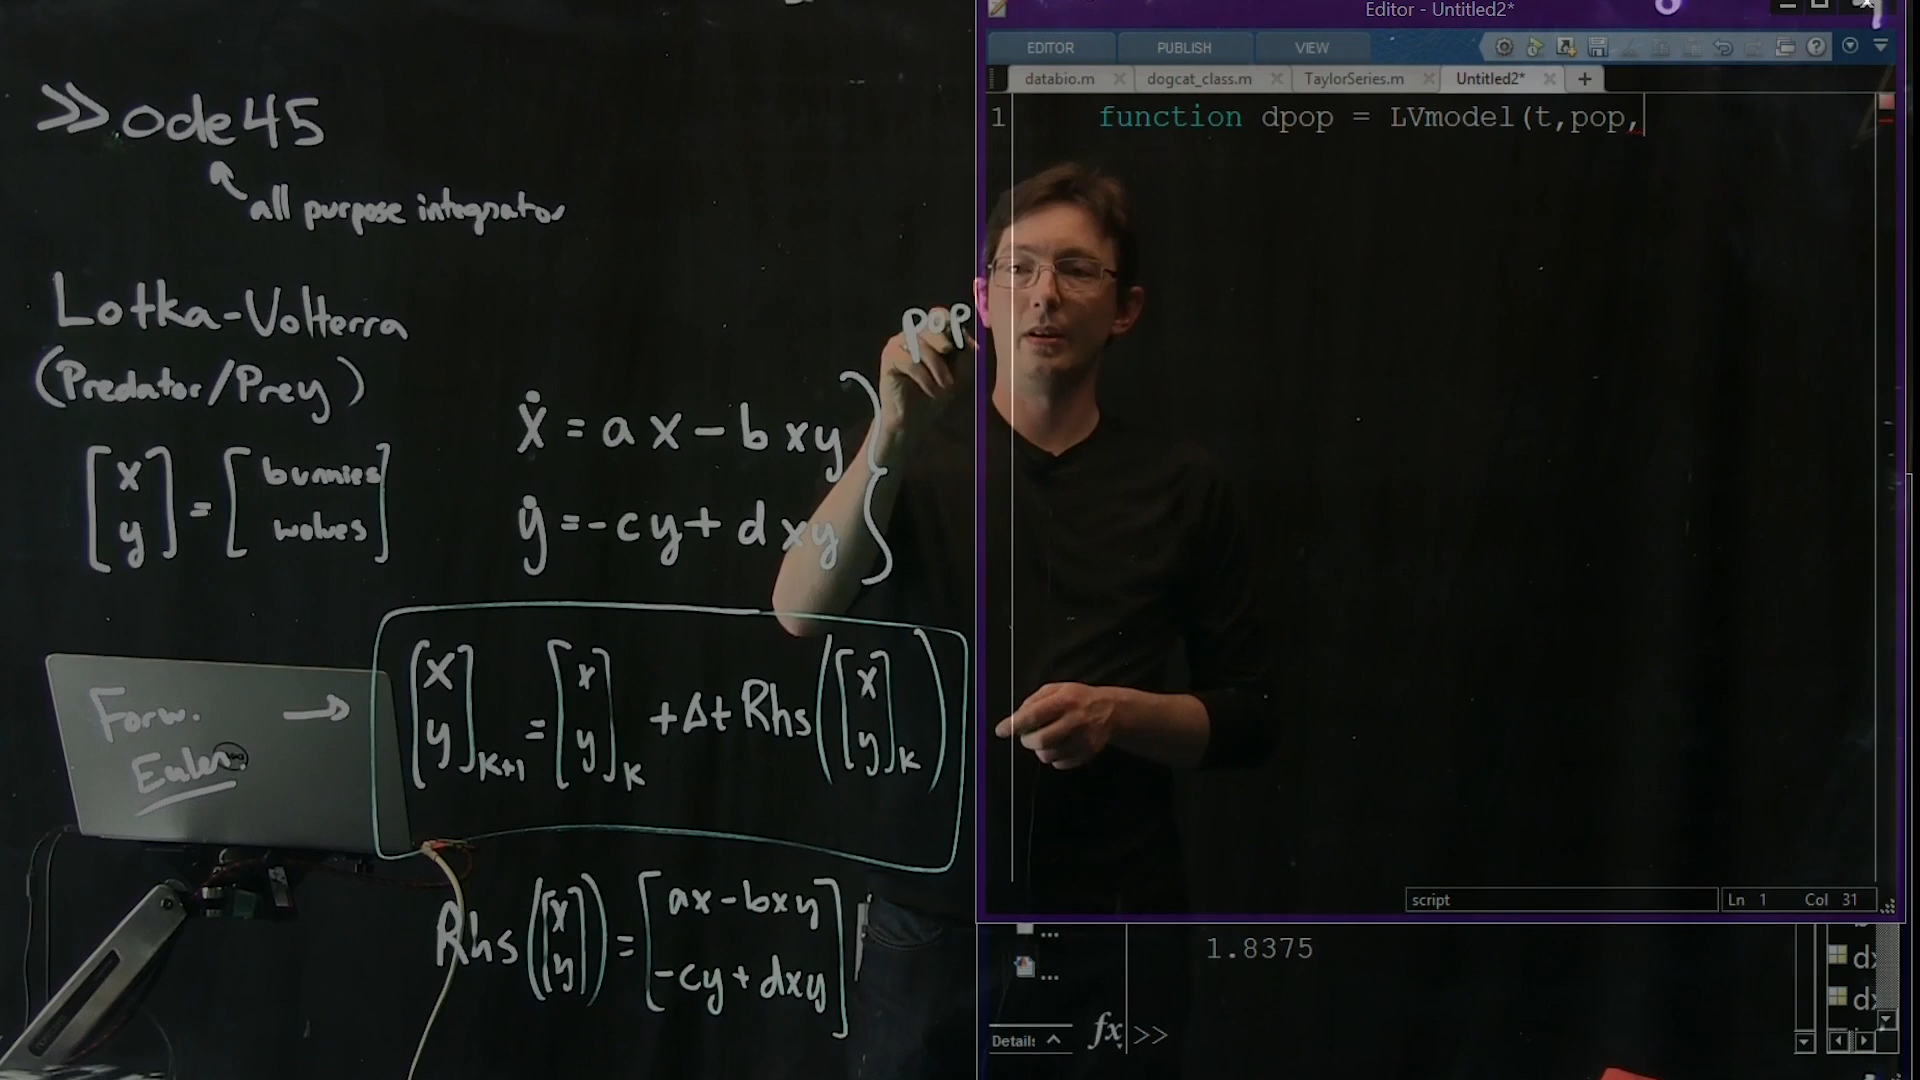 >>ode45
all purpose integrator
Lotka-Volterra
(Predator/Prey)
[x y] = [bunnies wolves]
ẋ = ax - bxy
ẏ = -cy + dxy
pop
Forw.
Euler
[x y]k+1 = [x y]k + Δt Rhs([x y]k)
Rhs([x y]) = [ax - bxy -cy + dxy]
Editor - Untitled2*
EDITOR PUBLISH VIEW
databio.m dogcat_class.m TaylorSeries.m Untitled2*
1 function dpop = LVmodel(t,pop,
script Ln 1 Col 31
1.8375
Details
fx >>